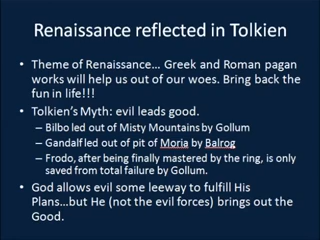 Renaissance reflected in Tolkien
• Theme of Renaissance… Greek and Roman pagan
works will help us out of our woes. Bring back the
fun in life!!!
• Tolkien's Myth: evil leads good.
– Bilbo led out of Misty Mountains by Gollum
– Gandalf led out of pit of Moria by Balrog
– Frodo, after being finally mastered by the ring, is only
saved from total failure by Gollum.
• God allows evil some leeway to fulfill His
Plans…but He (not the evil forces) brings out the
Good.